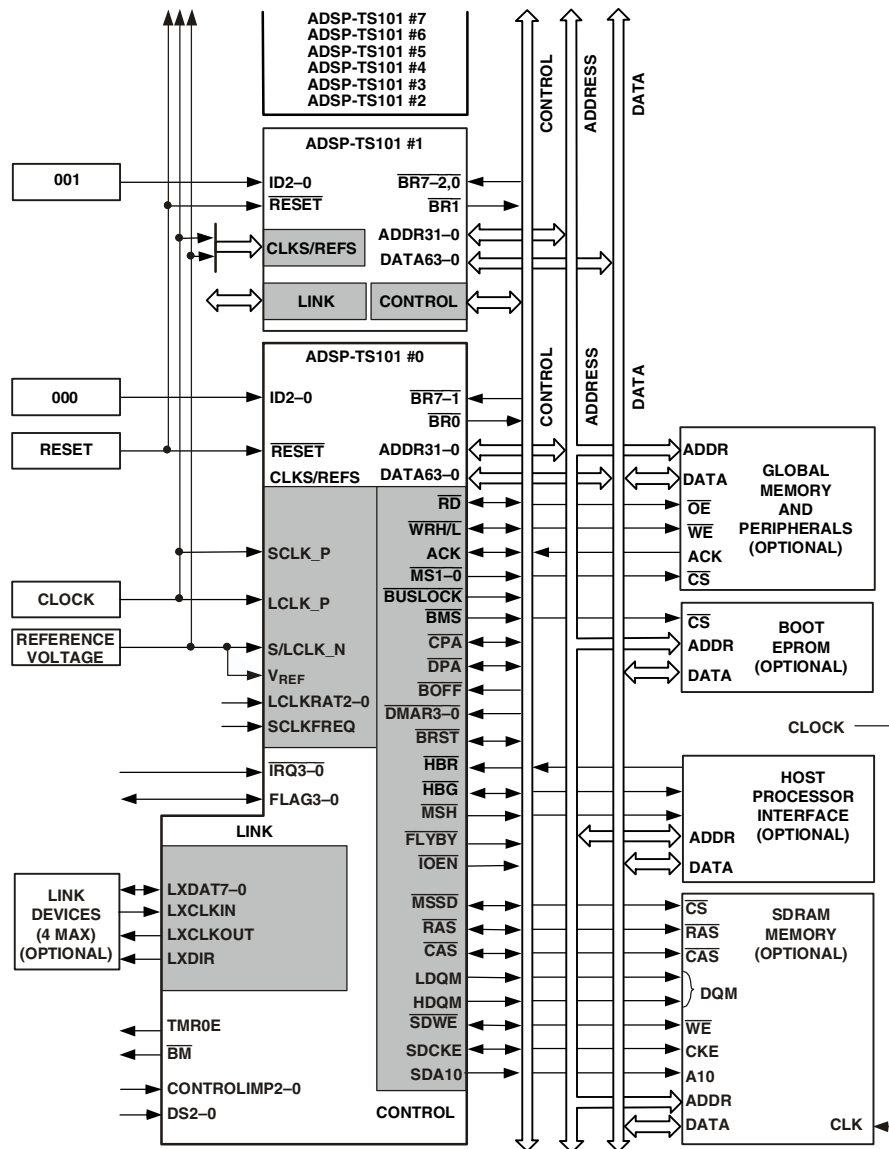 ADSP-TS101 #7
ADSP-TS101 #6
ADSP-TS101 #5
ADSP-TS101 #4
ADSP-TS101 #3
ADSP-TS101 #2
CONTROL
ADDRESS
DATA
ADSP-TS101 #1
001
ID2–0
BR7–2,0
RESET
BR1
ADDR31–0
CLKS/REFS
DATA63–0
LINK
CONTROL
ADSP-TS101 #0
CONTROL
ADDRESS
DATA
000
ID2–0
BR7–1
BR0
RESET
RESET
ADDR31–0
CLKS/REFS
DATA63–0
ADDR
DATA
GLOBAL
MEMORY
AND
PERIPHERALS
(OPTIONAL)
RD
OE
WRH/L
WE
SCLK_P
ACK
ACK
MS1–0
CS
CLOCK
LCLK_P
BUSLOCK
BMS
CS
BOOT
EPROM
(OPTIONAL)
ADDR
DATA
REFERENCE
VOLTAGE
S/LCLK_N
CPA
VREF
DPA
LCLKRAT2–0
BOFF
SCLKFREQ
DMAR3–0
BRST
CLOCK
IRQ3–0
HBR
FLAG3–0
HBG
MSH
HOST
PROCESSOR
INTERFACE
(OPTIONAL)
ADDR
DATA
LINK
FLYBY
IOEN
LINK
DEVICES
(4 MAX)
(OPTIONAL)
LXDAT7–0
LXCLKIN
LXCLKOUT
LXDIR
MSSD
CS
RAS
RAS
CAS
CAS
SDRAM
MEMORY
(OPTIONAL)
LDQM
HDQM
DQM
TMR0E
SDWE
WE
BM
SDCKE
CKE
SDA10
A10
CONTROLIMP2–0
ADDR
DS2–0
CONTROL
DATA
CLK